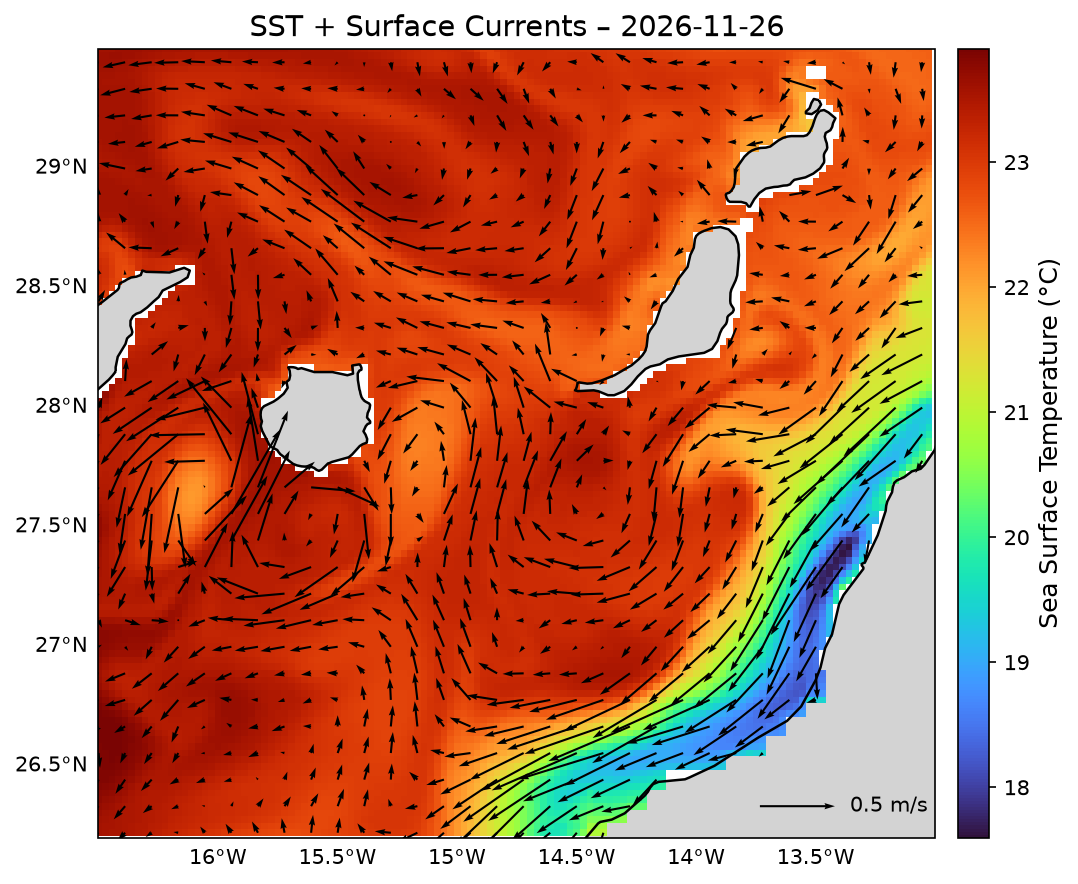 SST + Surface Currents – 2026-11-26
29°N
28.5°N
28°N
27.5°N
27°N
26.5°N
16°W
15.5°W
15°W
14.5°W
14°W
13.5°W
0.5 m/s
23
22
21
20
19
18
Sea Surface Temperature (°C)